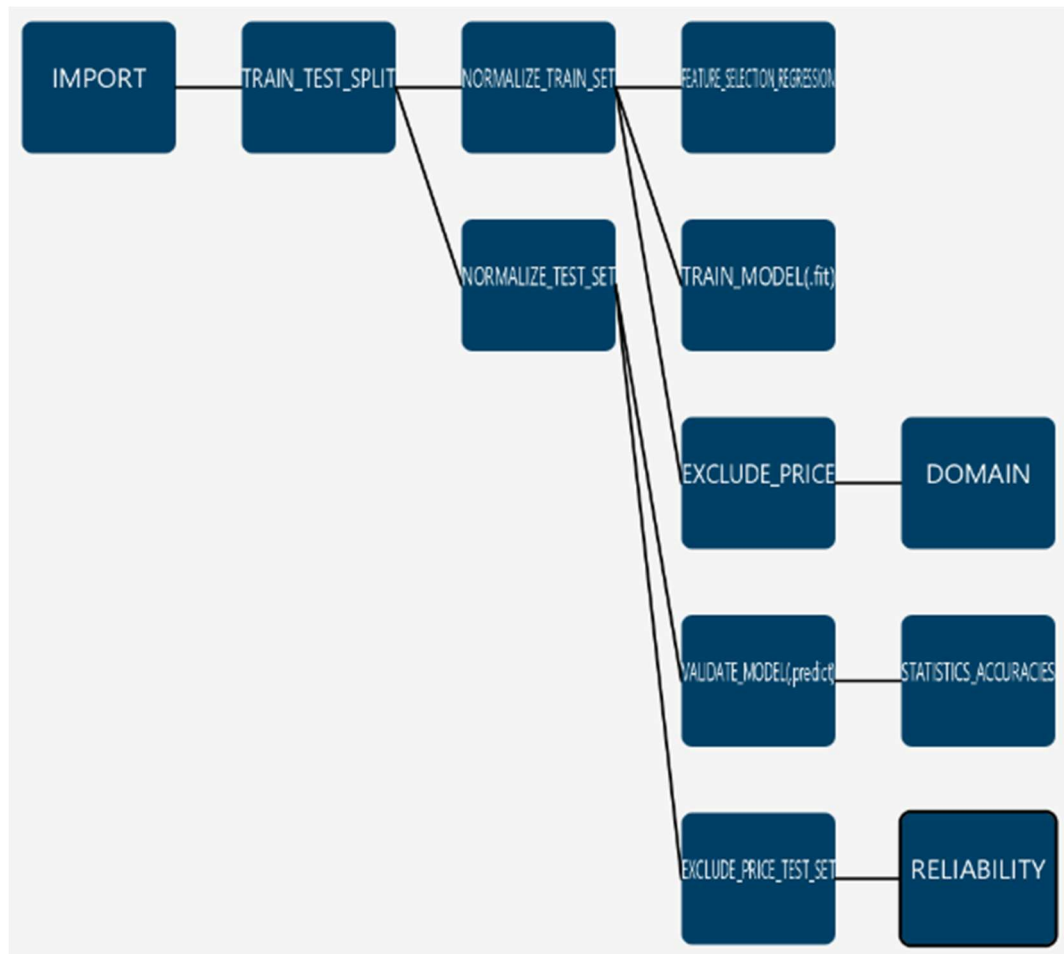 IMPORT
TRAIN_TEST_SPLIT
NORMALIZE_TRAIN_SET
FEATURE_SELECTION_REGRESSION
NORMALIZE_TEST_SET
TRAIN_MODEL(.fit)
EXCLUDE_PRICE
DOMAIN
VALIDATE_MODEL(.predict)
STATISTICS_ACCURACIES
EXCLUDE_PRICE_TEST_SET
RELIABILITY